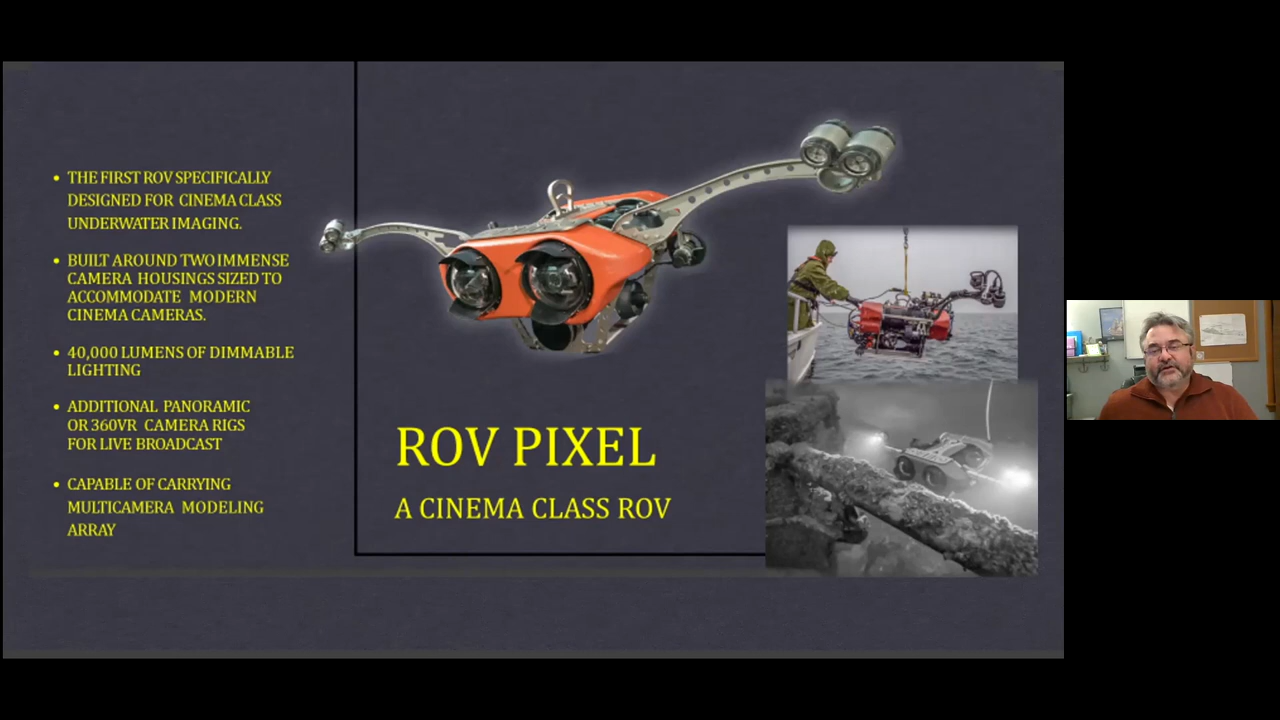 THE FIRST ROV SPECIFICALLY
DESIGNED FOR CINEMA CLASS
UNDERWATER IMAGING.
BUILT AROUND TWO IMMENSE
CAMERA HOUSINGS SIZED TO
ACCOMMODATE MODERN
CINEMA CAMERAS.
40,000 LUMENS OF DIMMABLE
LIGHTING
ADDITIONAL PANORAMIC
OR 360VR CAMERA RIGS
FOR LIVE BROADCAST
CAPABLE OF CARRYING
MULTICAMERA MODELING
ARRAY
ROV PIXEL
A CINEMA CLASS ROV